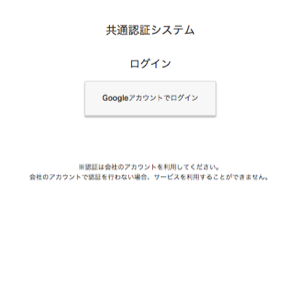 共通認証システム
ログイン
Googleアカウントでログイン
※認証は会社のアカウントを利用してください。
会社のアカウントで認証を行わない場合、サービスを利用することができません。